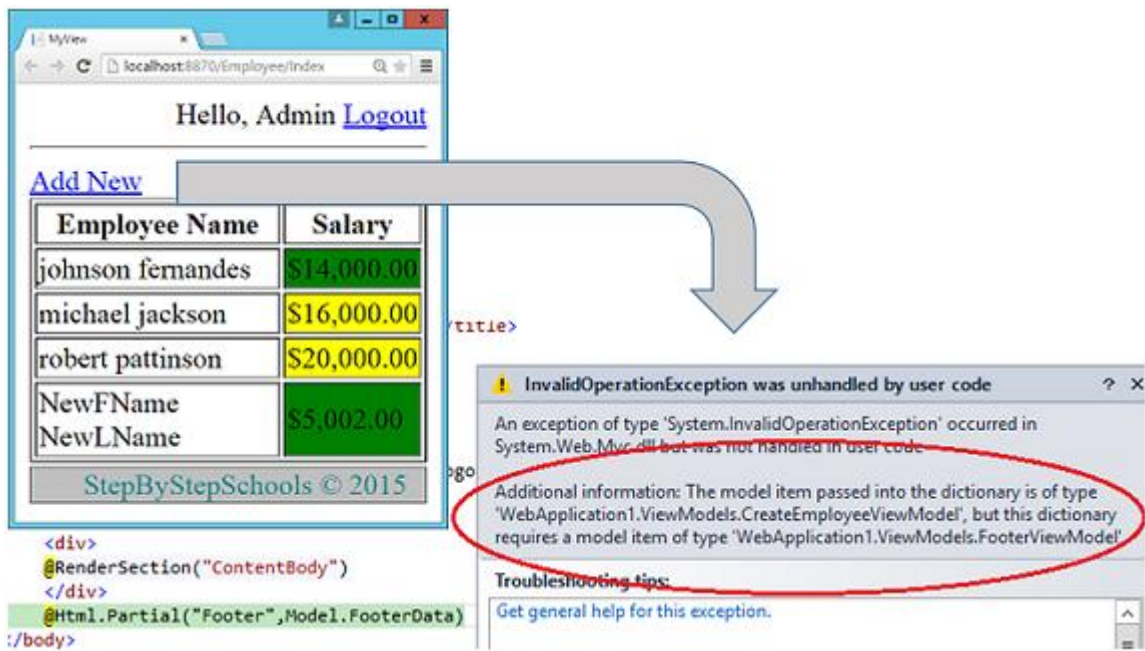 MyView
localhost:8870/Employee/Index
Hello, Admin Logout
Add New
Employee Name Salary
johnson fernandes $14,000.00
michael jackson $16,000.00
robert pattinson $20,000.00
NewFName
NewLName
$5,002.00
StepByStepSchools © 2015
/title>
ogo
<div>
@RenderSection("ContentBody")
</div>
@Html.Partial("Footer",Model.FooterData)
/body>
InvalidOperationException was unhandled by user code
An exception of type 'System.InvalidOperationException' occurred in
System.Web.Mvc.dll but was not handled in user code
Additional information: The model item passed into the dictionary is of type
'WebApplication1.ViewModels.CreateEmployeeViewModel', but this dictionary
requires a model item of type 'WebApplication1.ViewModels.FooterViewModel'
Troubleshooting tips:
Get general help for this exception.